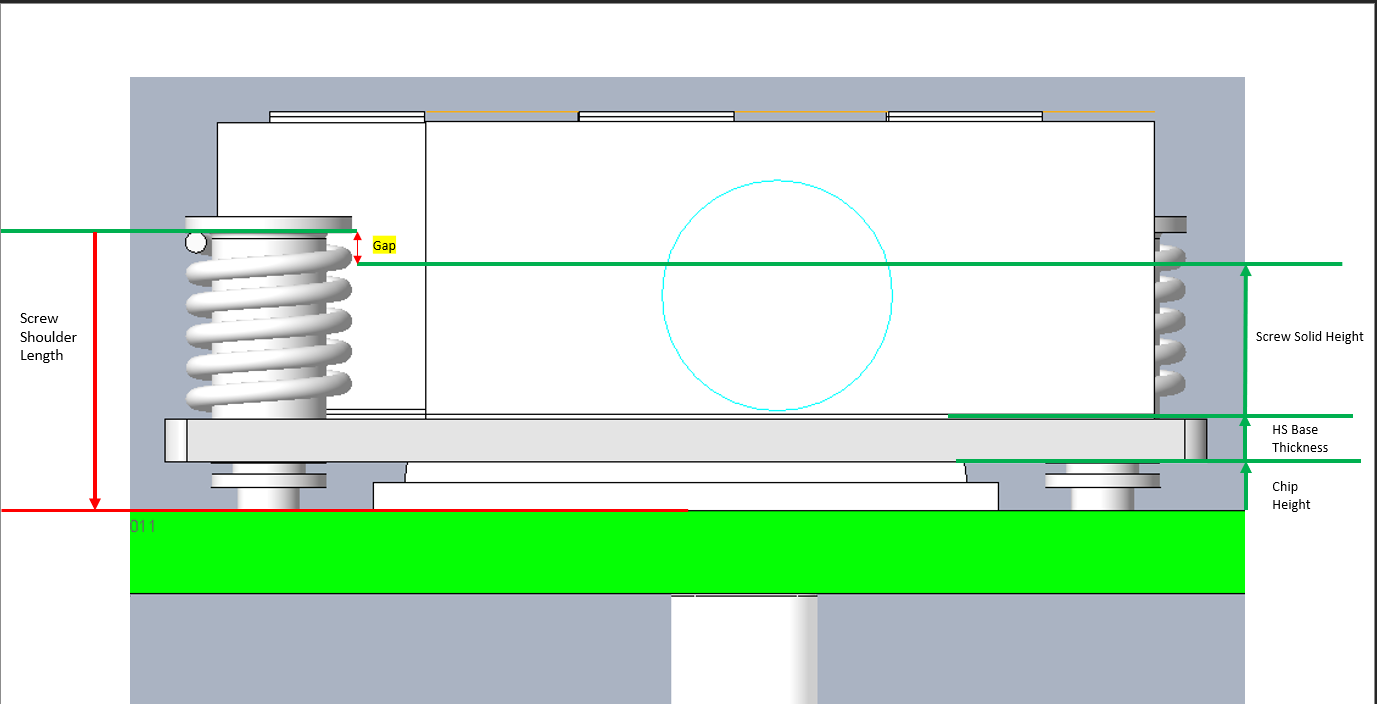 Gap
Screw
Shoulder
Length
Screw Solid Height
HS Base
Thickness
Chip
Height
011